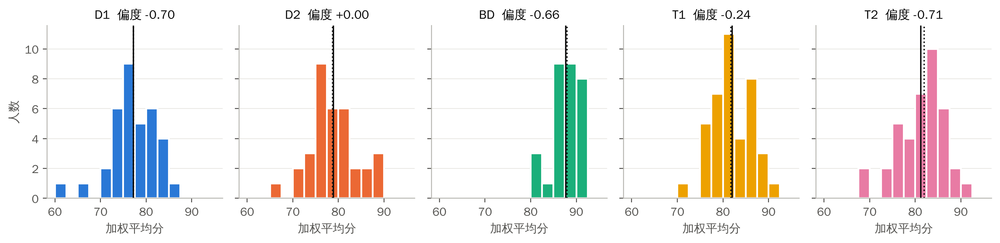 D1 偏度 -0.70
D2 偏度 +0.00
BD 偏度 -0.66
T1 偏度 -0.24
T2 偏度 -0.71
人数
10
8
6
4
2
0
60 70 80 90
60 70 80 90
60 70 80 90
60 70 80 90
60 70 80 90
加权平均分
加权平均分
加权平均分
加权平均分
加权平均分